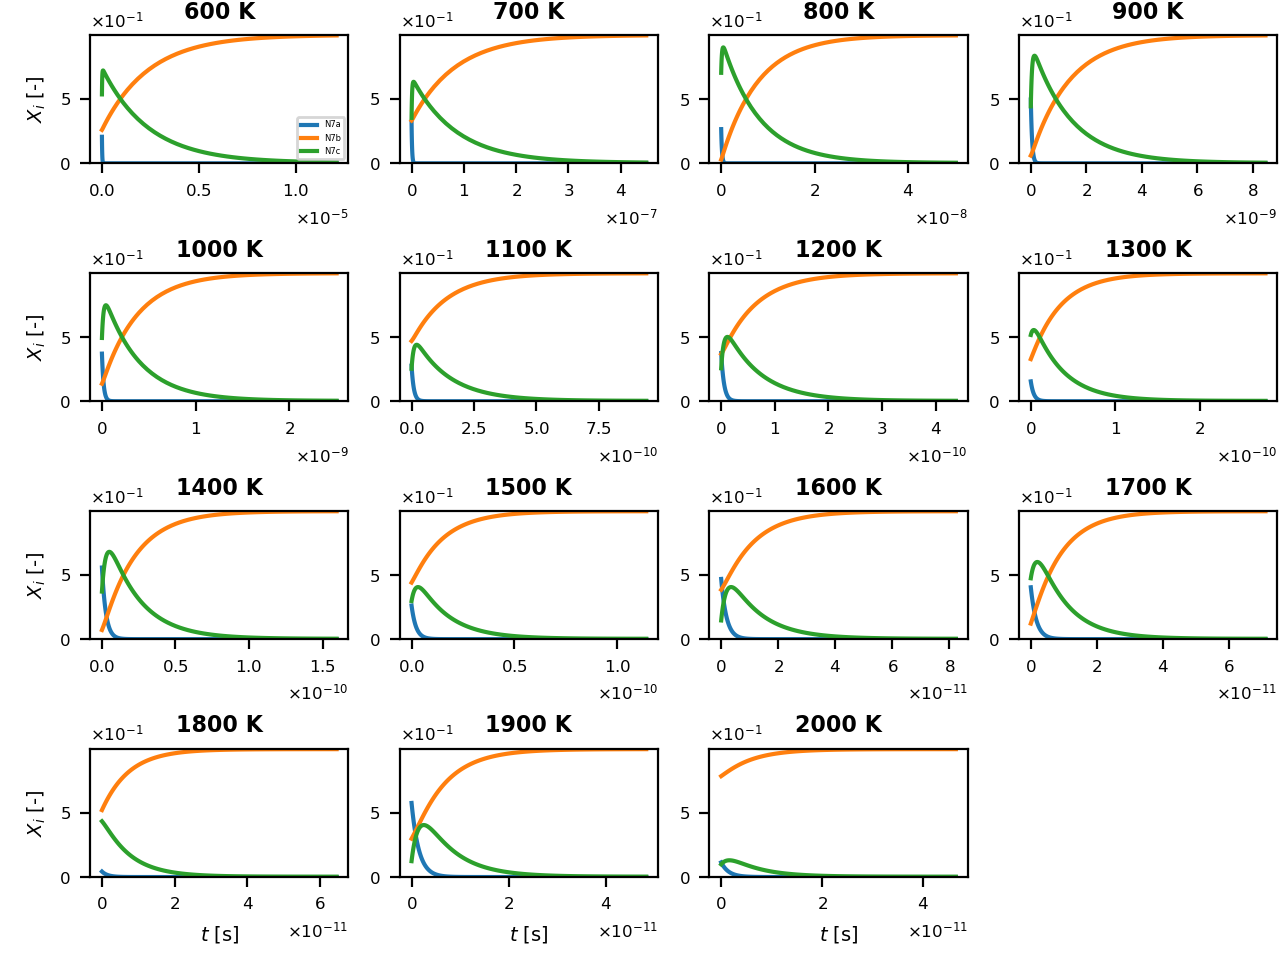 600 K 700 K 800 K 900 K
×10⁻¹ ×10⁻¹ ×10⁻¹ ×10⁻¹
X_i [-]
5 5 5 5
N7a
N7b
N7c
0 0 0 0
0.0 0.5 1.0 0 1 2 3 4 0 2 4 0 2 4 6 8
×10⁻⁵ ×10⁻⁷ ×10⁻⁸ ×10⁻⁹
1000 K 1100 K 1200 K 1300 K
×10⁻¹ ×10⁻¹ ×10⁻¹ ×10⁻¹
X_i [-]
5 5 5 5
0 0 0 0
0 1 2 0.0 2.5 5.0 7.5 0 1 2 3 4 0 1 2
×10⁻⁹ ×10⁻¹⁰ ×10⁻¹⁰ ×10⁻¹⁰
1400 K 1500 K 1600 K 1700 K
×10⁻¹ ×10⁻¹ ×10⁻¹ ×10⁻¹
X_i [-]
5 5 5 5
0 0 0 0
0.0 0.5 1.0 1.5 0.0 0.5 1.0 0 2 4 6 8 0 2 4 6
×10⁻¹⁰ ×10⁻¹⁰ ×10⁻¹¹ ×10⁻¹¹
1800 K 1900 K 2000 K
×10⁻¹ ×10⁻¹ ×10⁻¹
X_i [-]
5 5 5
0 0 0
0 2 4 6 0 2 4 0 2 4
t [s] ×10⁻¹¹ t [s] ×10⁻¹¹ t [s] ×10⁻¹¹